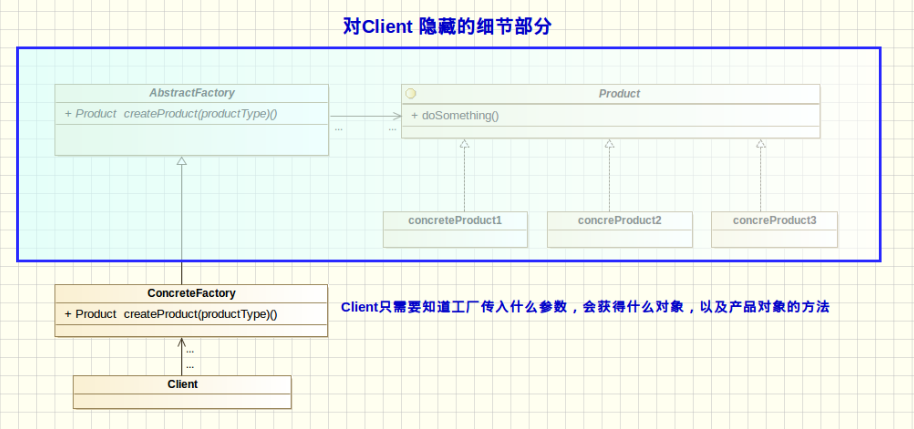 对Client 隐藏的细节部分
AbstractFactory
+ Product createProduct(productType)()
...
...
Product
+ doSomething()
concreteProduct1
concreProduct2
concreProduct3
ConcreteFactory
+ Product createProduct(productType)()
Client只需要知道工厂传入什么参数，会获得什么对象，以及产品对象的方法
...
...
Client